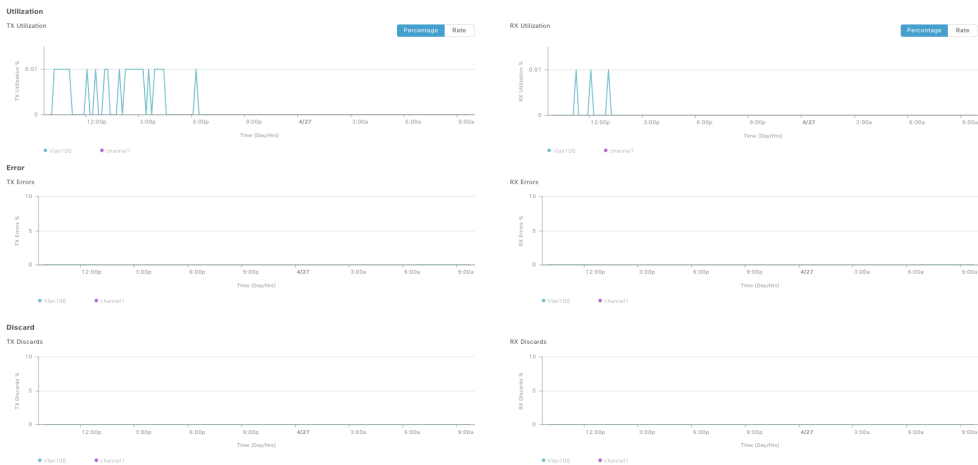 Utilization
TX Utilization
Percentage Rate
0.01
0
TX Utilisation %
12:00p 3:00p 6:00p 9:00p 4/27 3:00a 6:00a 9:00a
Time (Day/Hrs)
Vlan100 channel1
RX Utilization
Percentage Rate
0.01
0
RX Utilisation %
12:00p 3:00p 6:00p 9:00p 4/27 3:00a 6:00a 9:00a
Time (Day/Hrs)
Vlan100 channel1
Error
TX Errors
10
5
0
TX Errors %
12:00p 3:00p 6:00p 9:00p 4/27 3:00a 6:00a 9:00a
Time (Day/Hrs)
Vlan100 channel1
RX Errors
10
5
0
RX Errors %
12:00p 3:00p 6:00p 9:00p 4/27 3:00a 6:00a 9:00a
Time (Day/Hrs)
Vlan100 channel1
Discard
TX Discards
10
5
0
TX Discards %
12:00p 3:00p 6:00p 9:00p 4/27 3:00a 6:00a 9:00a
Time (Day/Hrs)
Vlan100 channel1
RX Discards
10
5
0
RX Discards %
12:00p 3:00p 6:00p 9:00p 4/27 3:00a 6:00a 9:00a
Time (Day/Hrs)
Vlan100 channel1